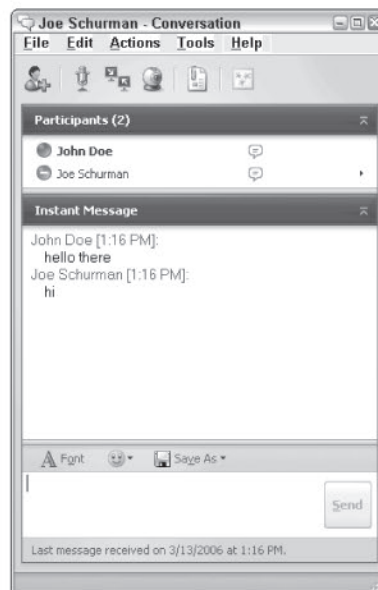 Joe Schurman - Conversation
File Edit Actions Tools Help
Participants (2)
John Doe
Joe Schurman
Instant Message
John Doe [1:16 PM]:
hello there
Joe Schurman [1:16 PM]:
hi
Font Save As
Send
Last message received on 3/13/2006 at 1:16 PM.